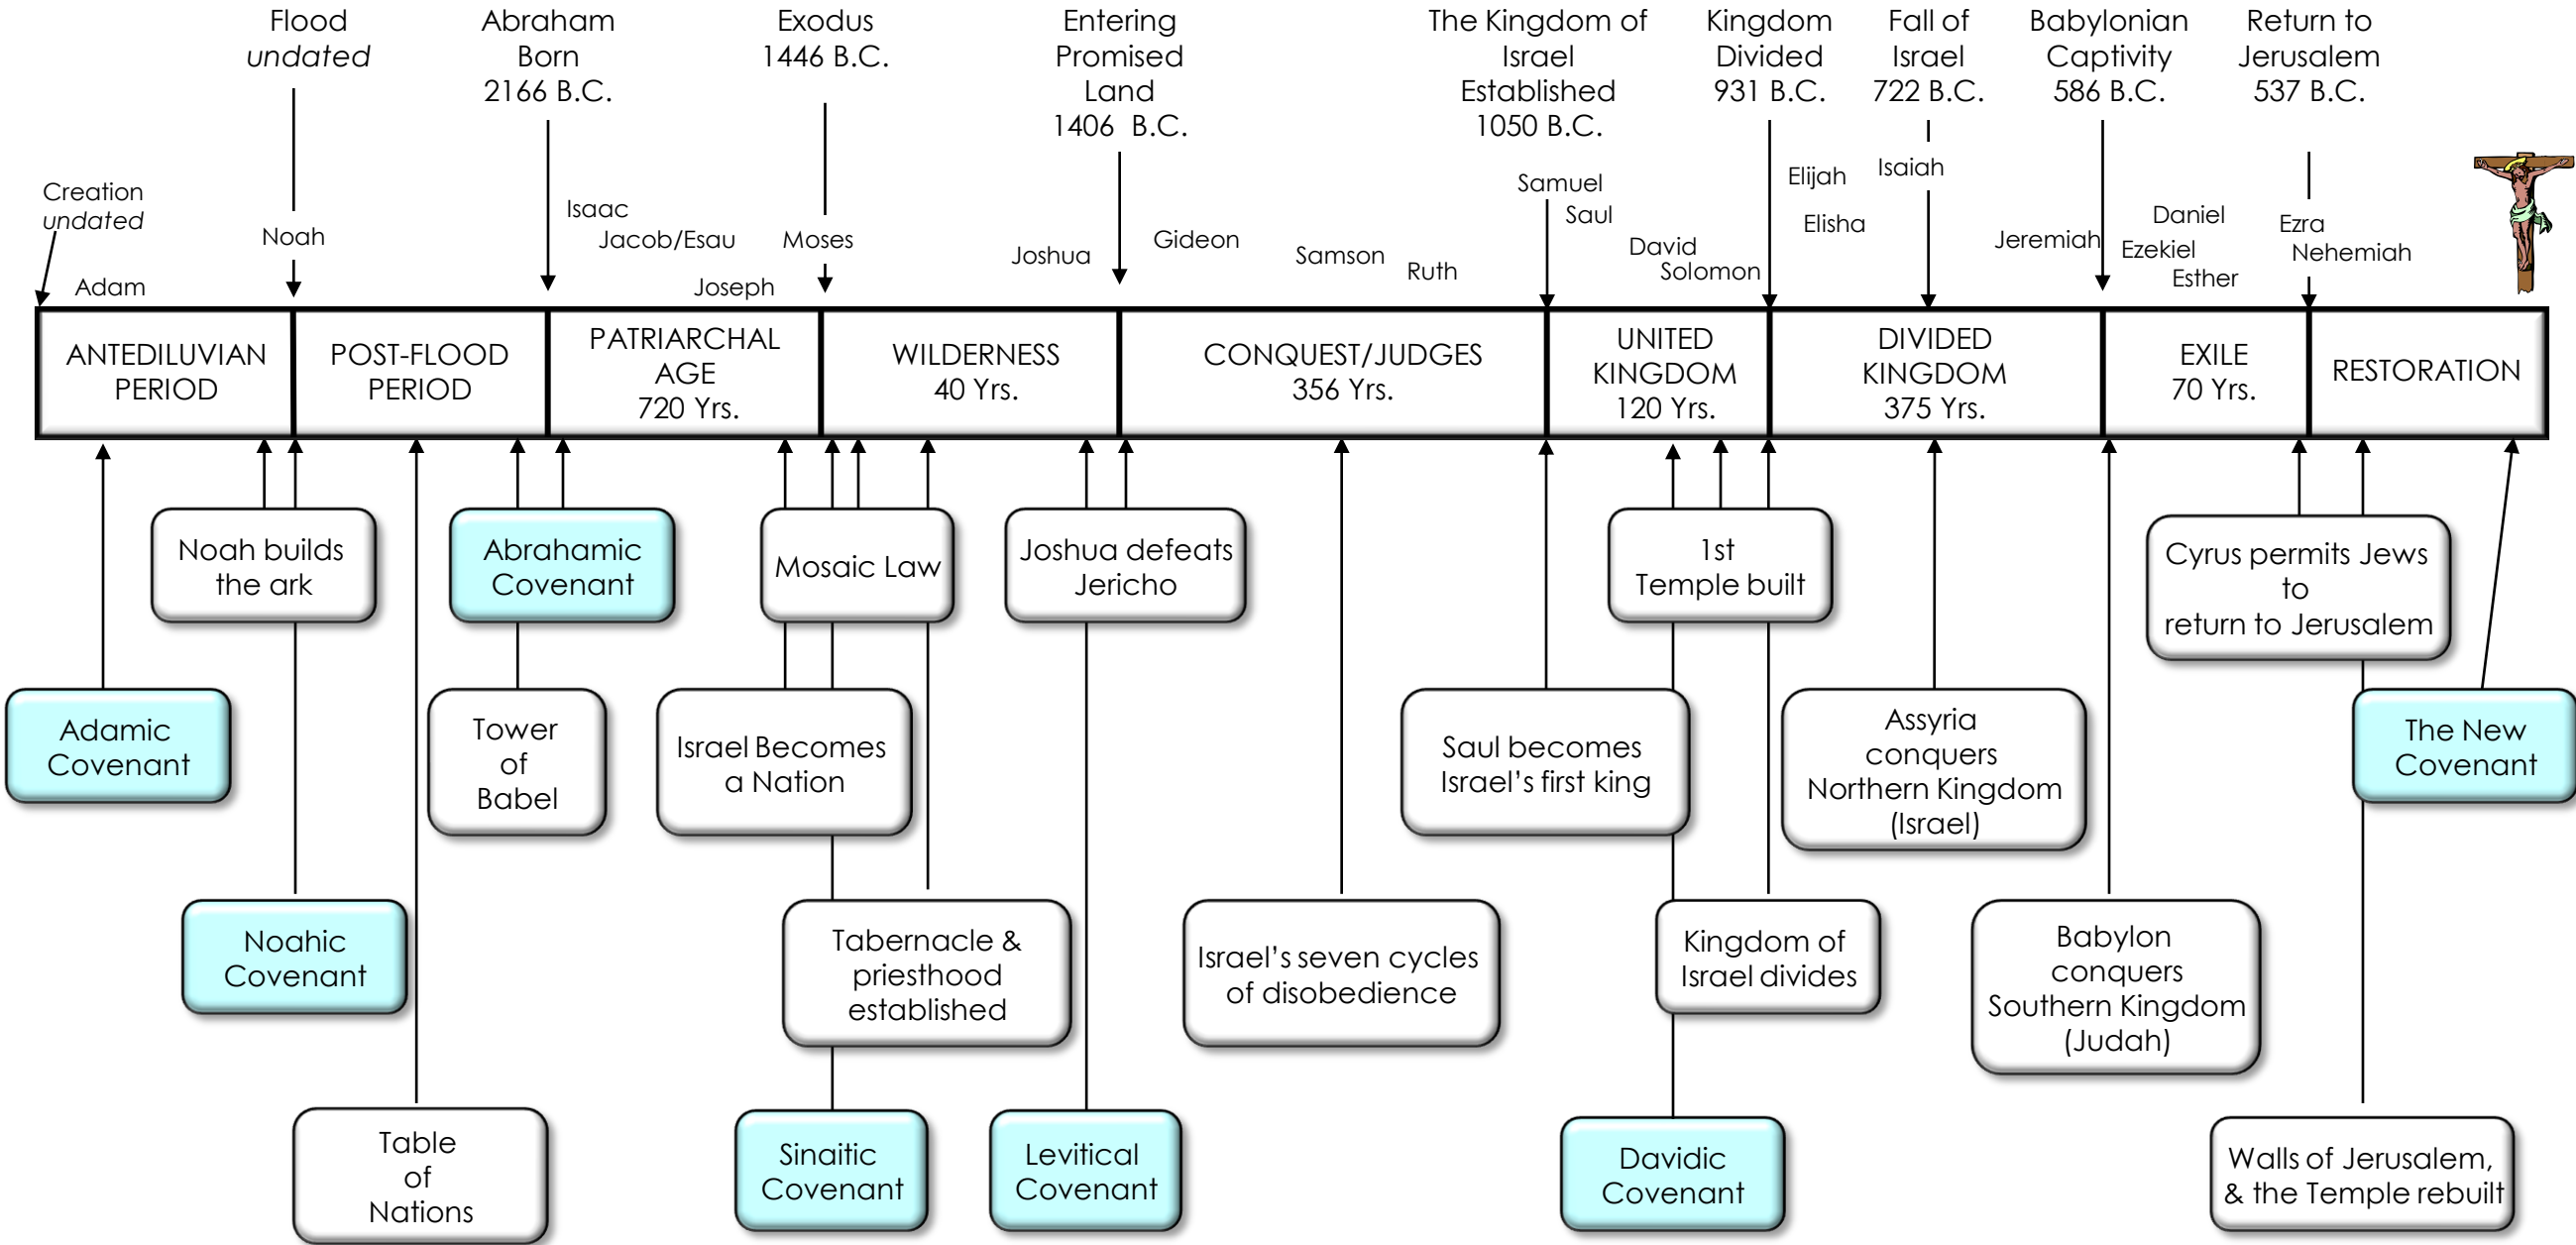 Flood
undated
Abraham
Born
2166 B.C.
Exodus
1446 B.C.
Entering
Promised
Land
1406 B.C.
The Kingdom of
Israel
Established
1050 B.C.
Kingdom
Divided
931 B.C.
Fall of
Israel
722 B.C.
Babylonian
Captivity
586 B.C.
Return to
Jerusalem
537 B.C.
Creation
undated
Adam
Noah
Isaac
Jacob/Esau
Joseph
Moses
Joshua
Gideon
Samson
Ruth
Samuel
Saul
David
Solomon
Elijah
Elisha
Isaiah
Jeremiah
Daniel
Ezekiel
Esther
Ezra
Nehemiah
ANTEDILUVIAN
PERIOD
POST-FLOOD
PERIOD
PATRIARCHAL
AGE
720 Yrs.
WILDERNESS
40 Yrs.
CONQUEST/JUDGES
356 Yrs.
UNITED
KINGDOM
120 Yrs.
DIVIDED
KINGDOM
375 Yrs.
EXILE
70 Yrs.
RESTORATION
Noah builds
the ark
Abrahamic
Covenant
Mosaic Law
Joshua defeats
Jericho
1st
Temple built
Cyrus permits Jews
to
return to Jerusalem
Adamic
Covenant
Tower
of
Babel
Israel Becomes
a Nation
Saul becomes
Israel’s first king
Assyria
conquers
Northern Kingdom
(Israel)
The New
Covenant
Noahic
Covenant
Tabernacle &
priesthood
established
Israel’s seven cycles
of disobedience
Kingdom of
Israel divides
Babylon
conquers
Southern Kingdom
(Judah)
Table
of
Nations
Sinaitic
Covenant
Levitical
Covenant
Davidic
Covenant
Walls of Jerusalem,
& the Temple rebuilt